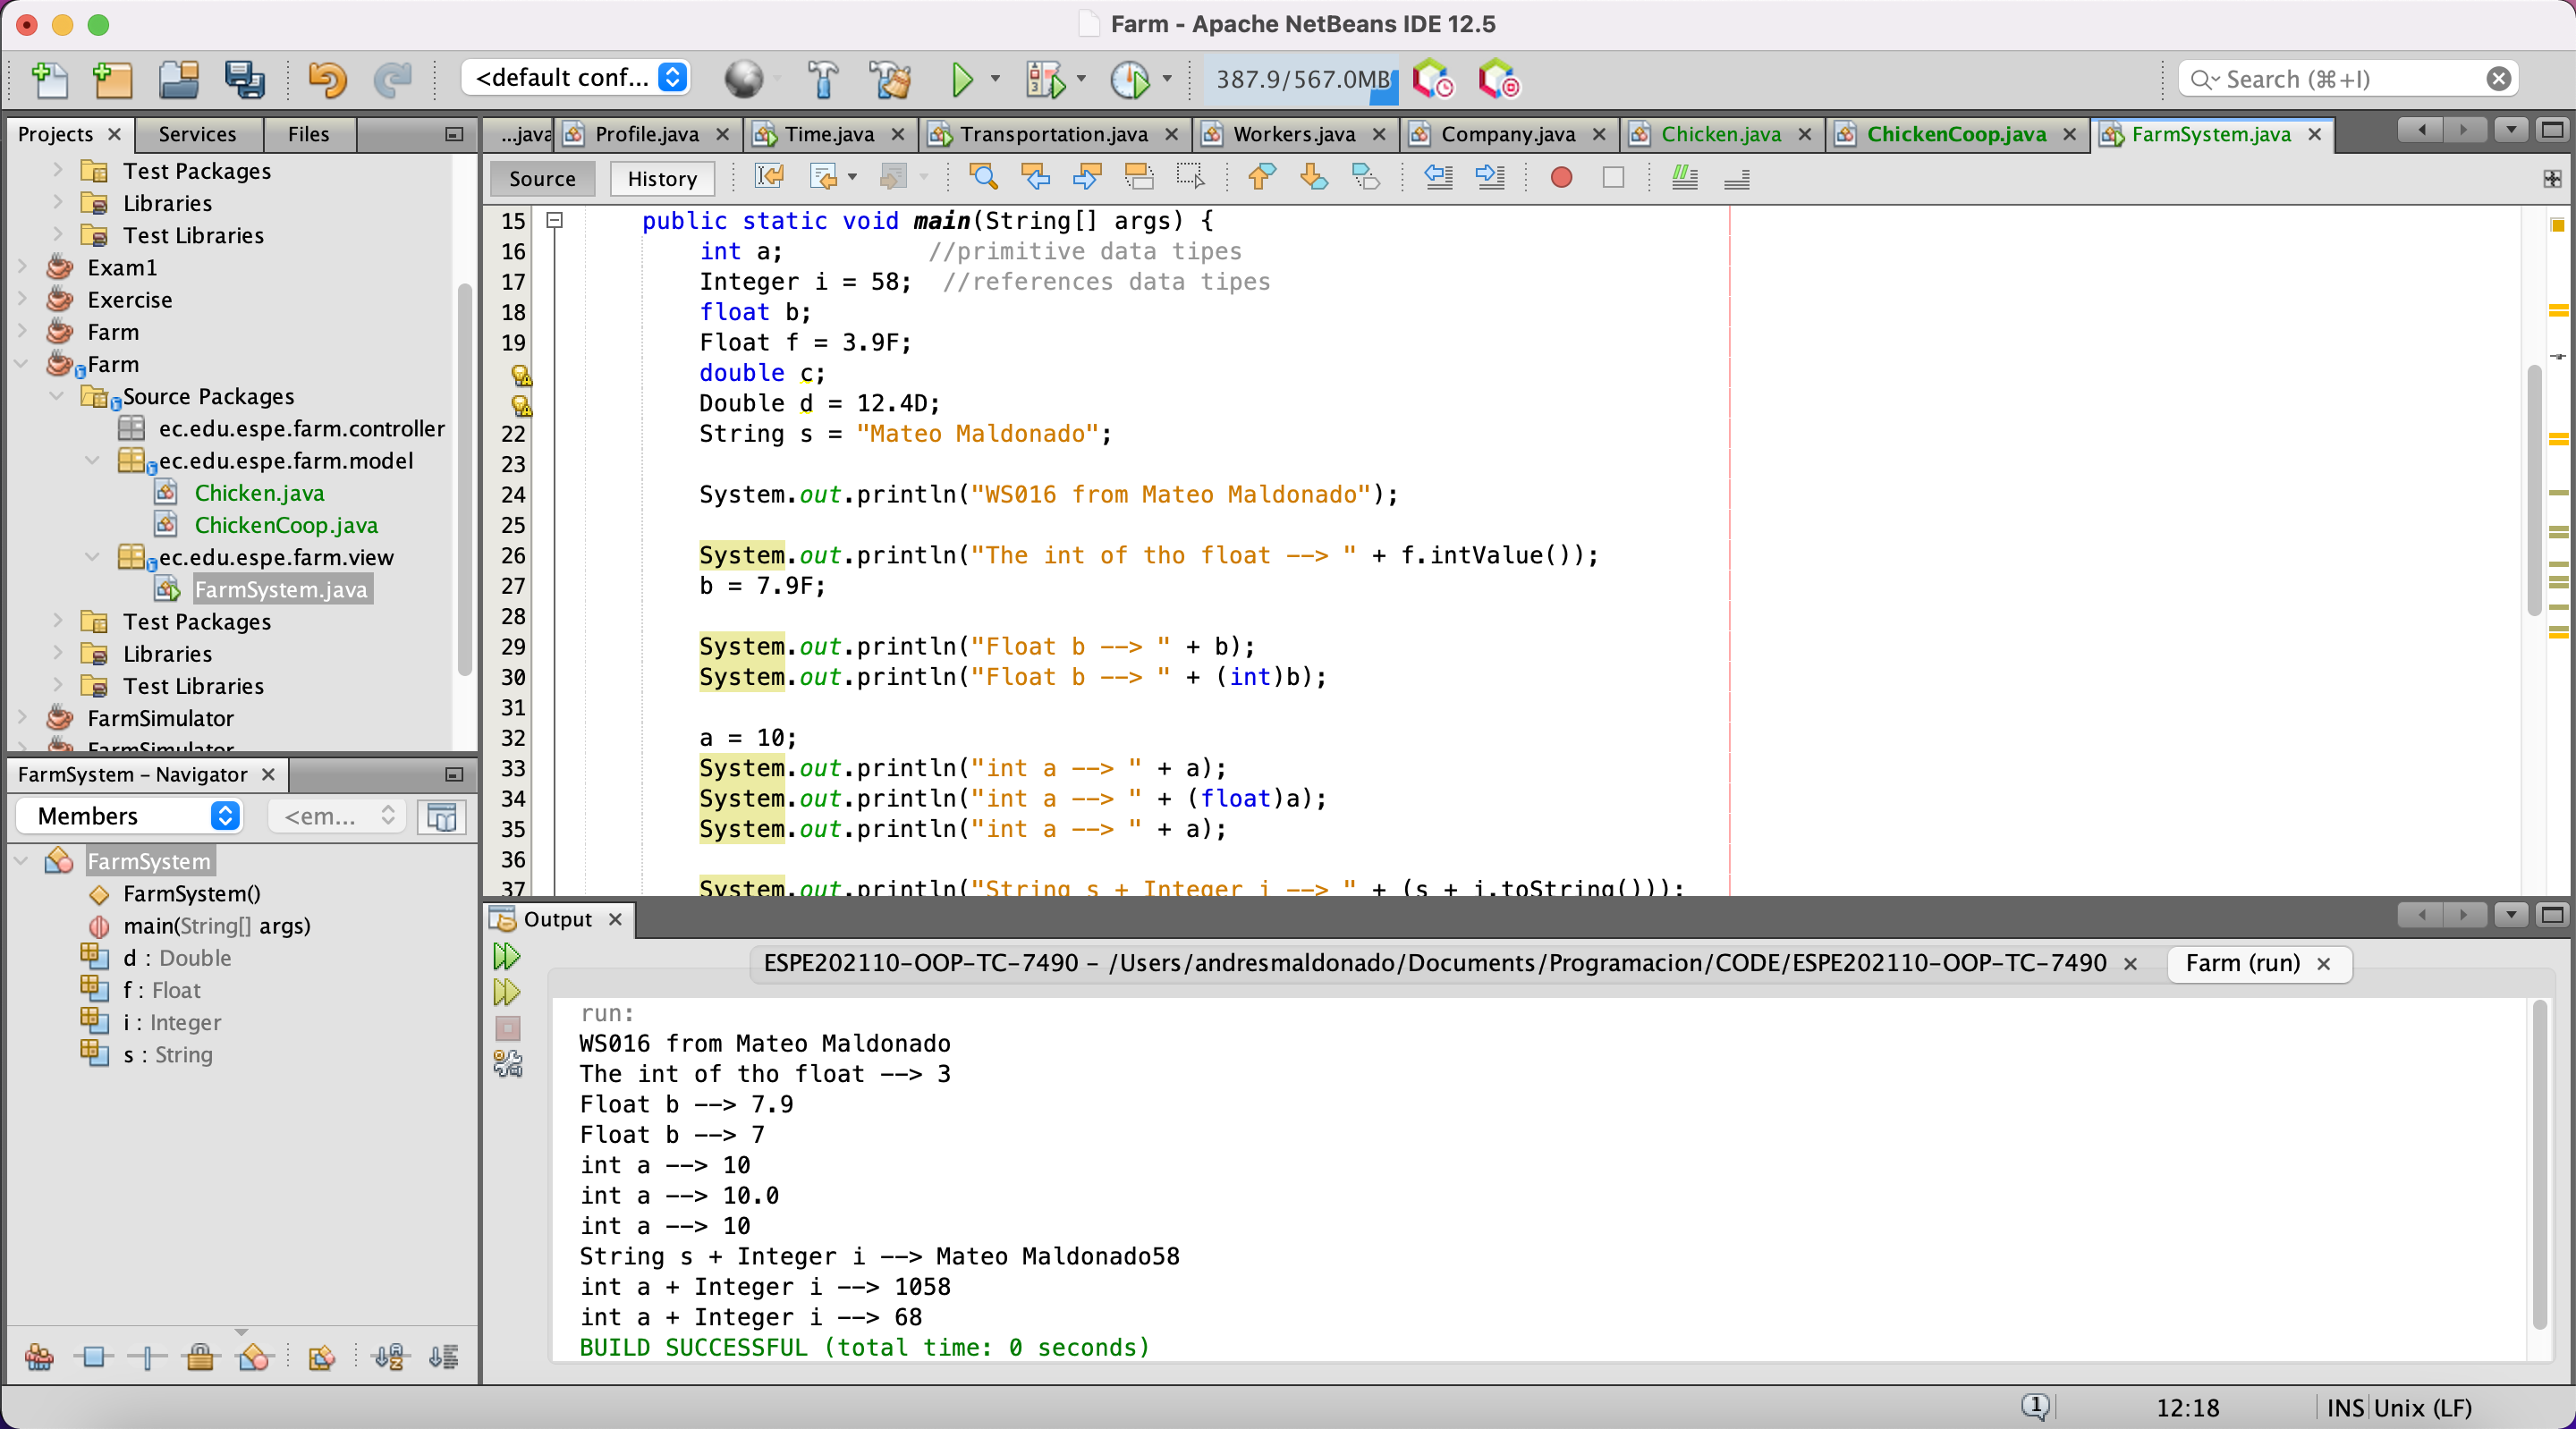 Farm - Apache NetBeans IDE 12.5
<default conf...
387.9/567.0MB
Search (⌘+I)
Projects
Services
Files
...java
Profile.java
Time.java
Transportation.java
Workers.java
Company.java
Chicken.java
ChickenCoop.java
FarmSystem.java
Source
History
Test Packages
Libraries
Test Libraries
Exam1
Exercise
Farm
Farm
Source Packages
ec.edu.espe.farm.controller
ec.edu.espe.farm.model
Chicken.java
ChickenCoop.java
ec.edu.espe.farm.view
FarmSystem.java
Test Packages
Libraries
Test Libraries
FarmSimulator
FarmSimulator
15 public static void main(String[] args) {
16 int a; //primitive data tipes
17 Integer i = 58; //references data tipes
18 float b;
19 Float f = 3.9F;
double c;
Double d = 12.4D;
22 String s = "Mateo Maldonado";
23
24 System.out.println("WS016 from Mateo Maldonado");
25
26 System.out.println("The int of tho float --> " + f.intValue());
27 b = 7.9F;
28
29 System.out.println("Float b --> " + b);
30 System.out.println("Float b --> " + (int)b);
31
32 a = 10;
33 System.out.println("int a --> " + a);
34 System.out.println("int a --> " + (float)a);
35 System.out.println("int a --> " + a);
36
37 System.out.println("String s + Integer i --> " + (s + i.toString()));
FarmSystem - Navigator
Members
<em...
FarmSystem
FarmSystem()
main(String[] args)
d : Double
f : Float
i : Integer
s : String
Output
ESPE202110-OOP-TC-7490 - /Users/andresmaldonado/Documents/Programacion/CODE/ESPE202110-OOP-TC-7490
Farm (run)
run:
WS016 from Mateo Maldonado
The int of tho float --> 3
Float b --> 7.9
Float b --> 7
int a --> 10
int a --> 10.0
int a --> 10
String s + Integer i --> Mateo Maldonado58
int a + Integer i --> 1058
int a + Integer i --> 68
BUILD SUCCESSFUL (total time: 0 seconds)
1
12:18
INS
Unix (LF)